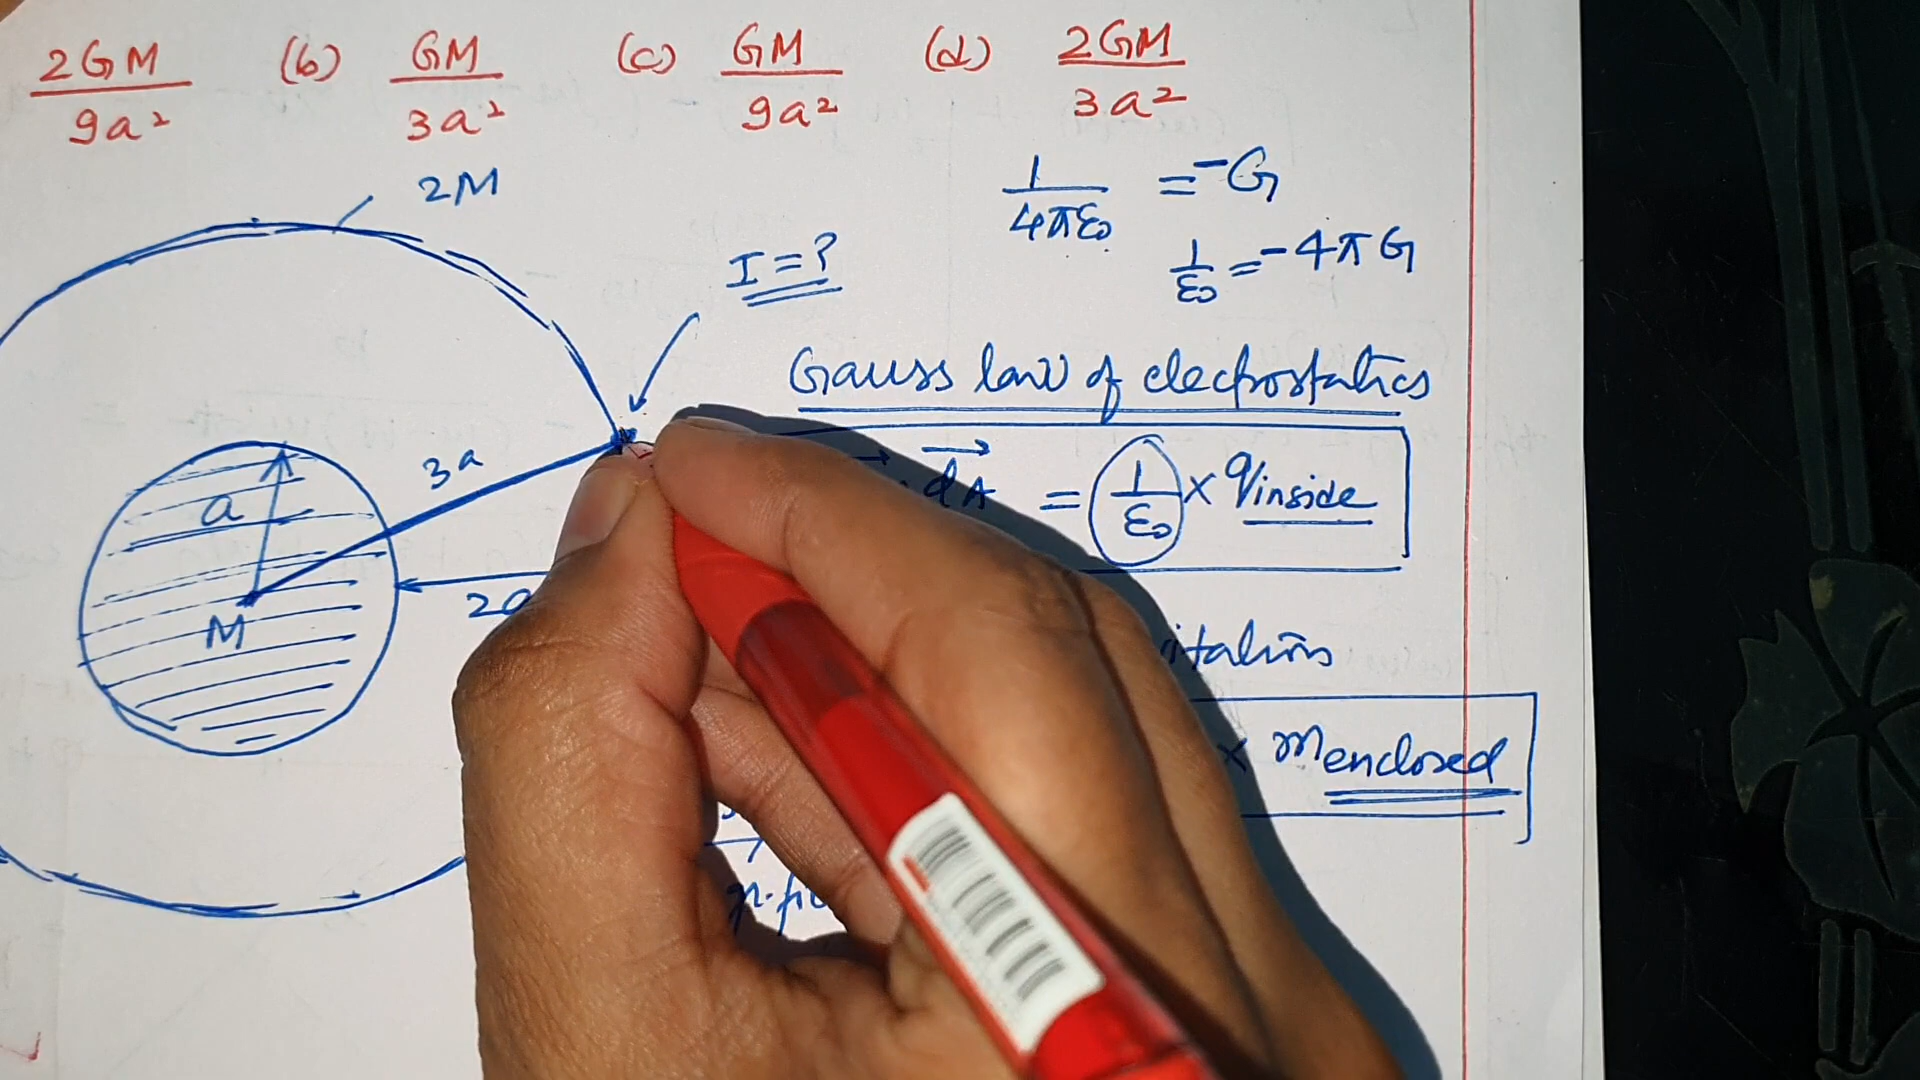 2GM/9a² (b) GM/3a² (c) GM/9a² (d) 2GM/3a²
2M
1/4πε₀ = -G
I = ?
1/ε₀ = -4πG
Gauss law of electrostatics
3a
dA = 1/ε₀ × qinside
a
2a
M
× menclosed